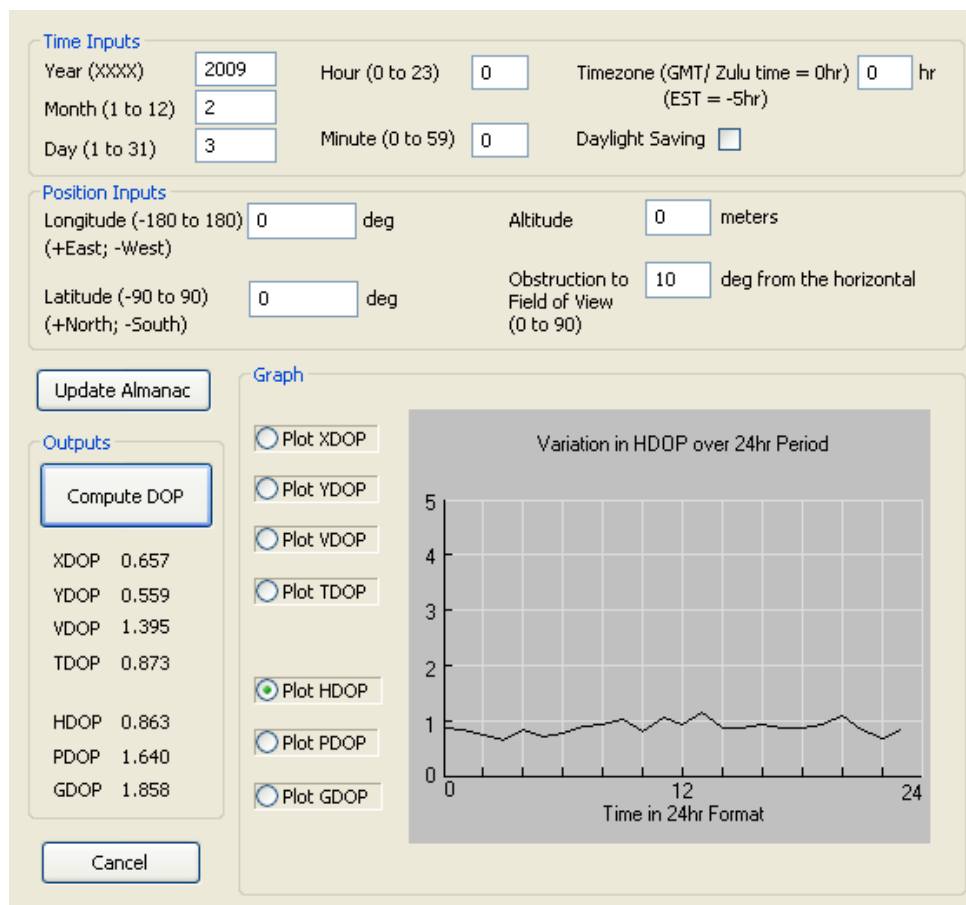 Time Inputs
Year (XXXX) 2009 Hour (0 to 23) 0 Timezone (GMT/ Zulu time = 0hr) 0 hr
(EST = -5hr)
Month (1 to 12) 2
Day (1 to 31) 3 Minute (0 to 59) 0 Daylight Saving
Position Inputs
Longitude (-180 to 180) 0 deg Altitude 0 meters
(+East; -West)
Latitude (-90 to 90) 0 deg
(+North; -South)
Obstruction to 10 deg from the horizontal
Field of View
(0 to 90)
Update Almanac
Outputs
Compute DOP
XDOP 0.657
YDOP 0.559
VDOP 1.395
TDOP 0.873
HDOP 0.863
PDOP 1.640
GDOP 1.858
Cancel
Graph
Plot XDOP
Plot YDOP
Plot VDOP
Plot TDOP
Plot HDOP
Plot PDOP
Plot GDOP
Variation in HDOP over 24hr Period
5
4
3
2
1
0
0 12 24
Time in 24hr Format